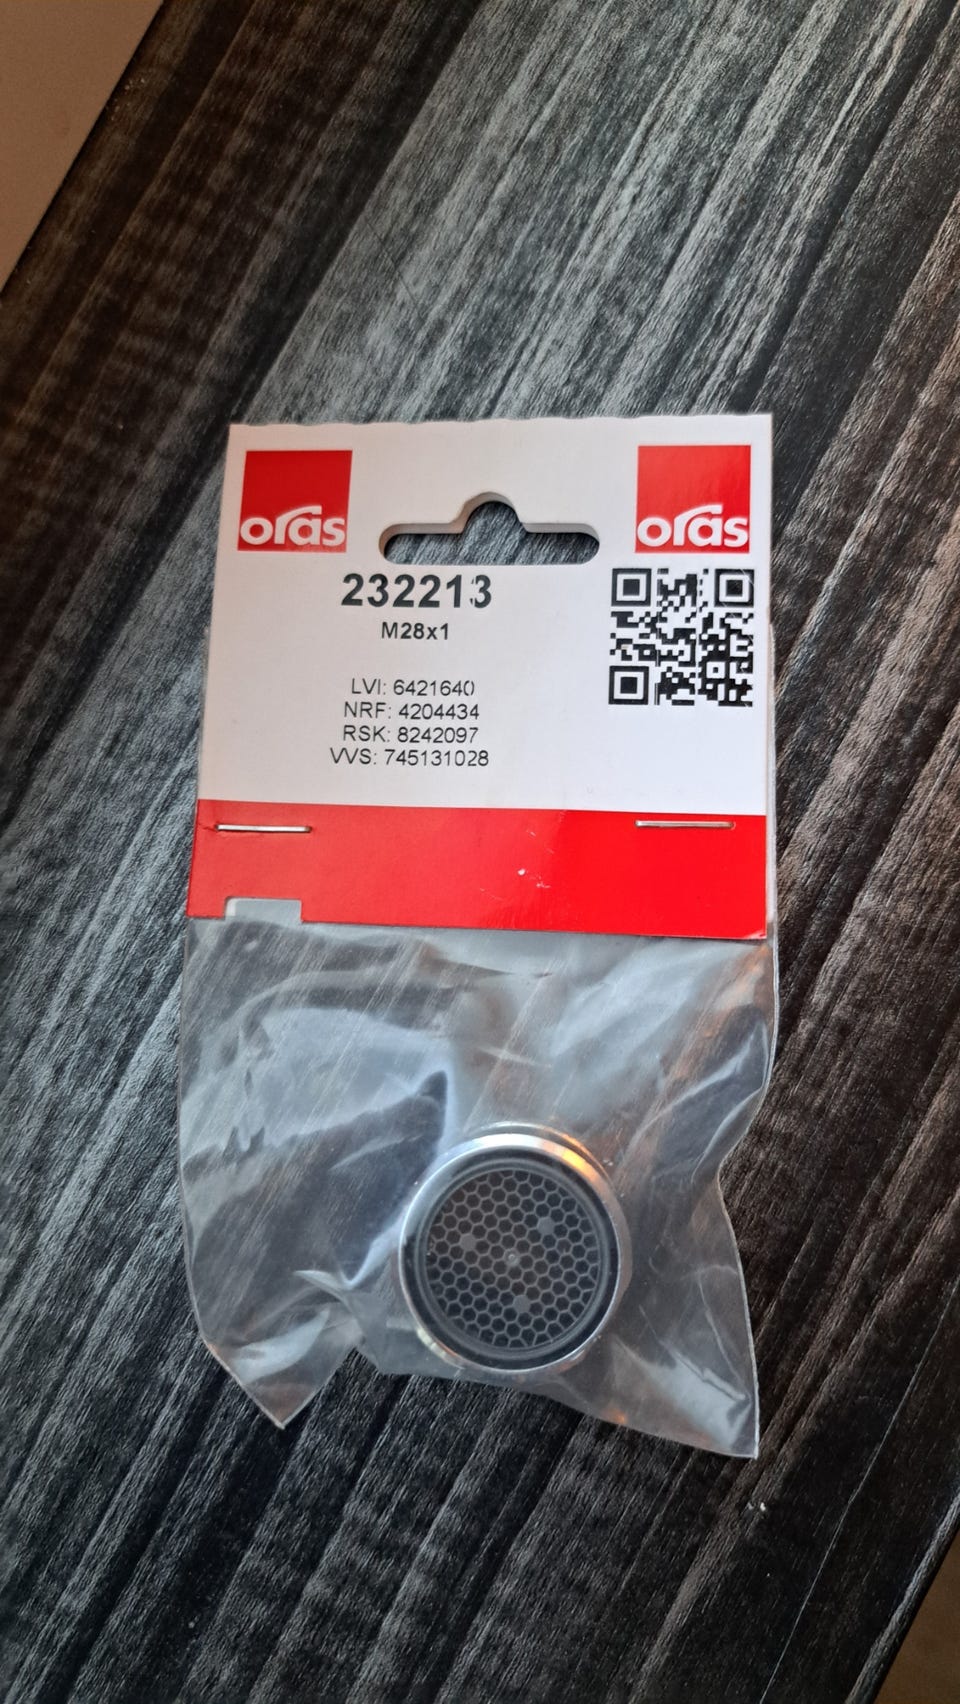 oras
oras
232213
M28x1
LVI: 6421640
NRF: 4204434
RSK: 8242097
VVS: 745131028